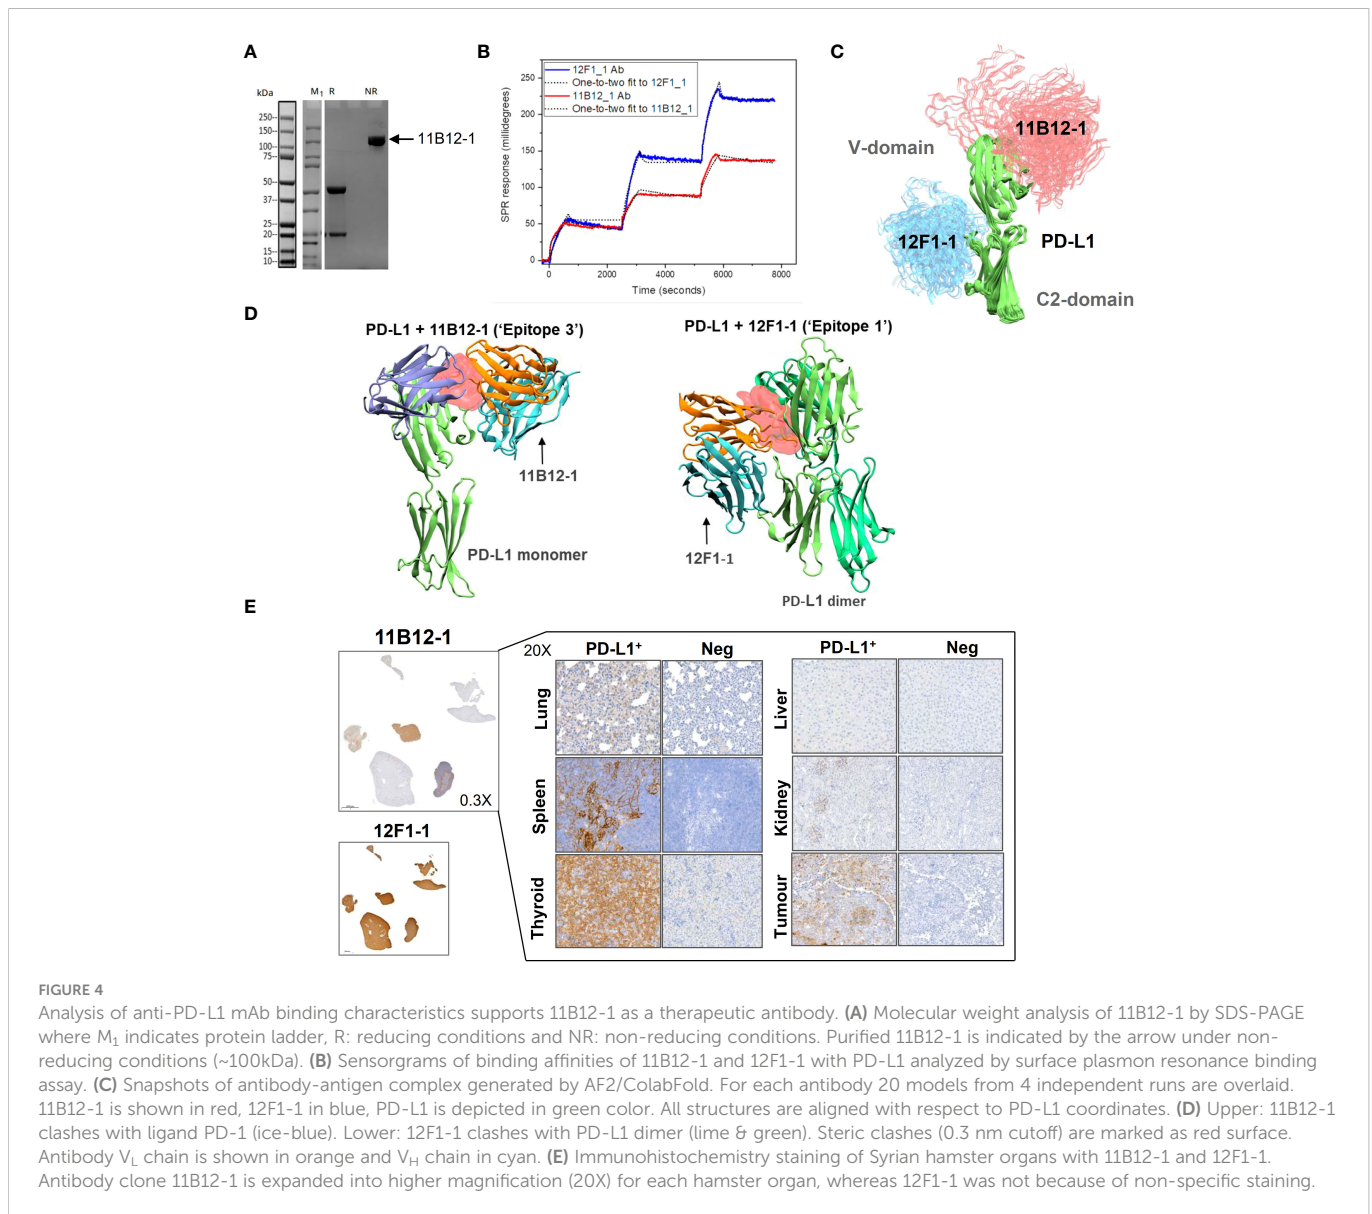 A
kDa
M1 R NR
250
150
100
75
50
37
25
20
15
10
11B12-1
B
12F1_1 Ab
One-to-two fit to 12F1_1
11B12_1 Ab
One-to-two fit to 11B12_1
SPR response (millidegrees)
250
200
150
100
50
0
0 2000 4000 6000 8000
Time (seconds)
C
11B12-1
V-domain
12F1-1
PD-L1
C2-domain
D
PD-L1 + 11B12-1 ('Epitope 3')
11B12-1
PD-L1 monomer
PD-L1 + 12F1-1 ('Epitope 1')
12F1-1
PD-L1 dimer
E
11B12-1
0.3X
12F1-1
20X
PD-L1+ Neg
Lung
Spleen
Thyroid
PD-L1+ Neg
Liver
Kidney
Tumour
FIGURE 4
Analysis of anti-PD-L1 mAb binding characteristics supports 11B12-1 as a therapeutic antibody. (A) Molecular weight analysis of 11B12-1 by SDS-PAGE
where M1 indicates protein ladder, R: reducing conditions and NR: non-reducing conditions. Purified 11B12-1 is indicated by the arrow under non-
reducing conditions (~100kDa). (B) Sensorgrams of binding affinities of 11B12-1 and 12F1-1 with PD-L1 analyzed by surface plasmon resonance binding
assay. (C) Snapshots of antibody-antigen complex generated by AF2/ColabFold. For each antibody 20 models from 4 independent runs are overlaid.
11B12-1 is shown in red, 12F1-1 in blue, PD-L1 is depicted in green color. All structures are aligned with respect to PD-L1 coordinates. (D) Upper: 11B12-1
clashes with ligand PD-1 (ice-blue). Lower: 12F1-1 clashes with PD-L1 dimer (lime & green). Steric clashes (0.3 nm cutoff) are marked as red surface.
Antibody VL chain is shown in orange and VH chain in cyan. (E) Immunohistochemistry staining of Syrian hamster organs with 11B12-1 and 12F1-1.
Antibody clone 11B12-1 is expanded into higher magnification (20X) for each hamster organ, whereas 12F1-1 was not because of non-specific staining.